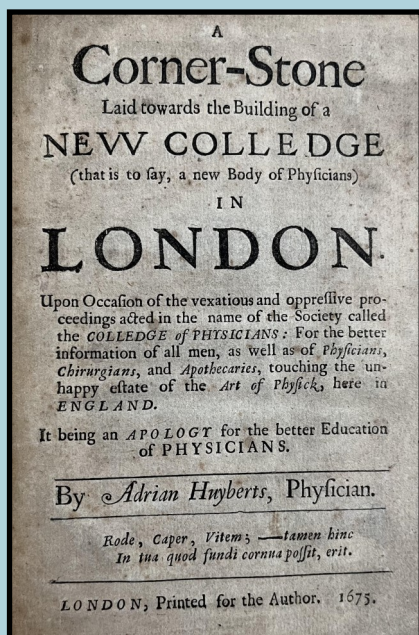 A
Corner-Stone
Laid towards the Building of a
NEVV COLLEDGE
(that is to ſay, a new Body of Phyſicians)
IN
LONDON.
Upon Occaſion of the vexatious and oppreſſive pro-
ceedings acted in the name of the Society called
the COLLEDGE of PHYSICIANS: For the better
information of all men, as well as of Phyſicians,
Chirurgians, and Apothecaries, touching the un-
happy eſtate of the Art of Phyſick, here in
ENGLAND.
It being an APOLOGY for the better Education
of PHYSICIANS.
By Adrian Huyberts, Phyſician.
Rode, Caper, Vitem; —tamen hinc
In tua quod fundi cornua poſſit, erit.
LONDON, Printed for the Author. 1675.